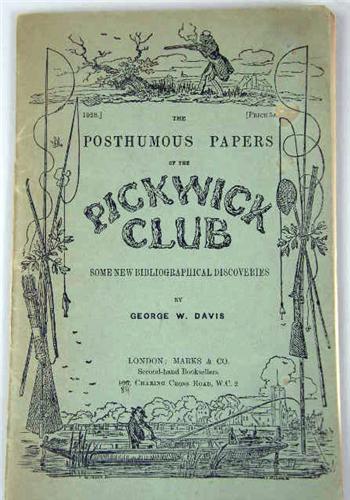 1928.] [PRICE 5s
THE
POSTHUMOUS PAPERS
OF THE
PICKWICK
CLUB
SOME NEW BIBLIOGRAPHICAL DISCOVERIES
BY
GEORGE W. DAVIS
LONDON: MARKS & CO.
Second-hand Booksellers
CHARING CROSS ROAD, W.C. 2
84